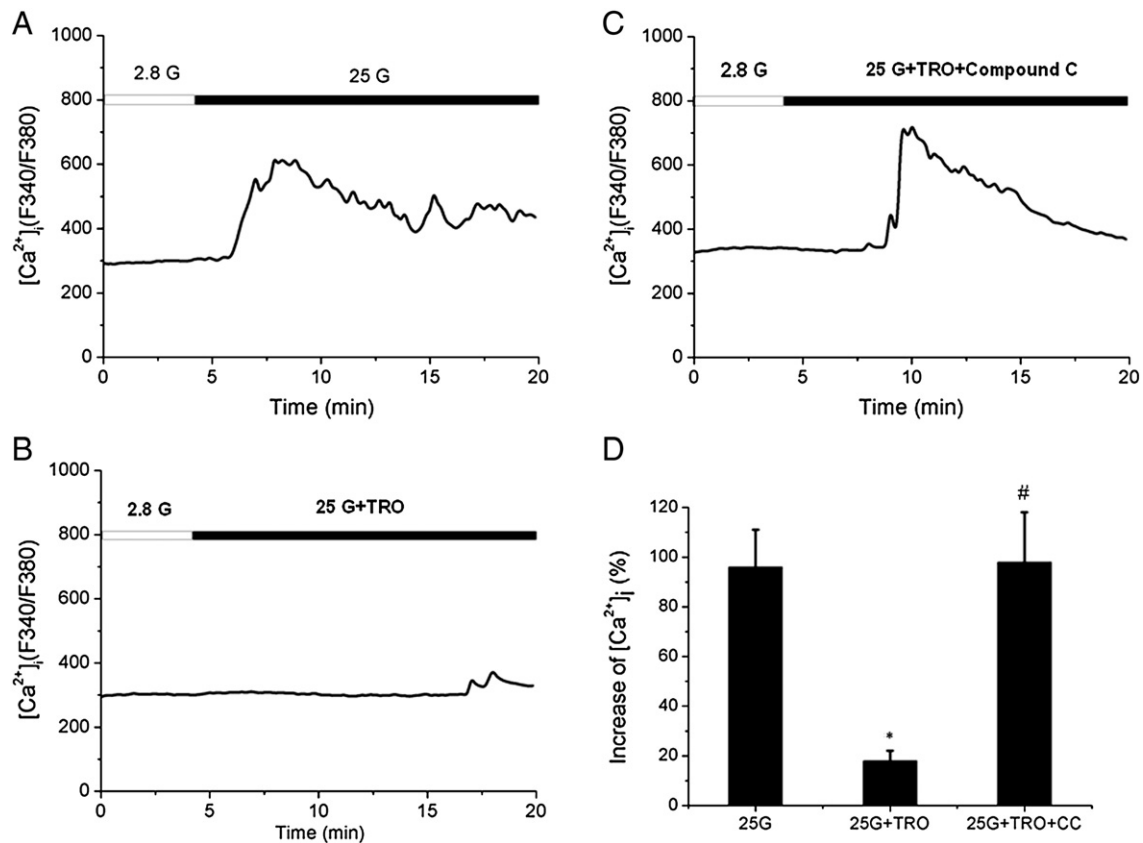 A
1000
800
600
400
200
0
[Ca²⁺]ᵢ(F340/F380)
2.8 G 25 G
0 5 10 15 20
Time (min)
C
1000
800
600
400
200
0
[Ca²⁺]ᵢ(F340/F380)
2.8 G 25 G+TRO+Compound C
0 5 10 15 20
Time (min)
B
1000
800
600
400
200
0
[Ca²⁺]ᵢ(F340/F380)
2.8 G 25 G+TRO
0 5 10 15 20
Time (min)
D
120
100
80
60
40
20
0
Increase of [Ca²⁺]ᵢ (%)
*
#
25G 25G+TRO 25G+TRO+CC